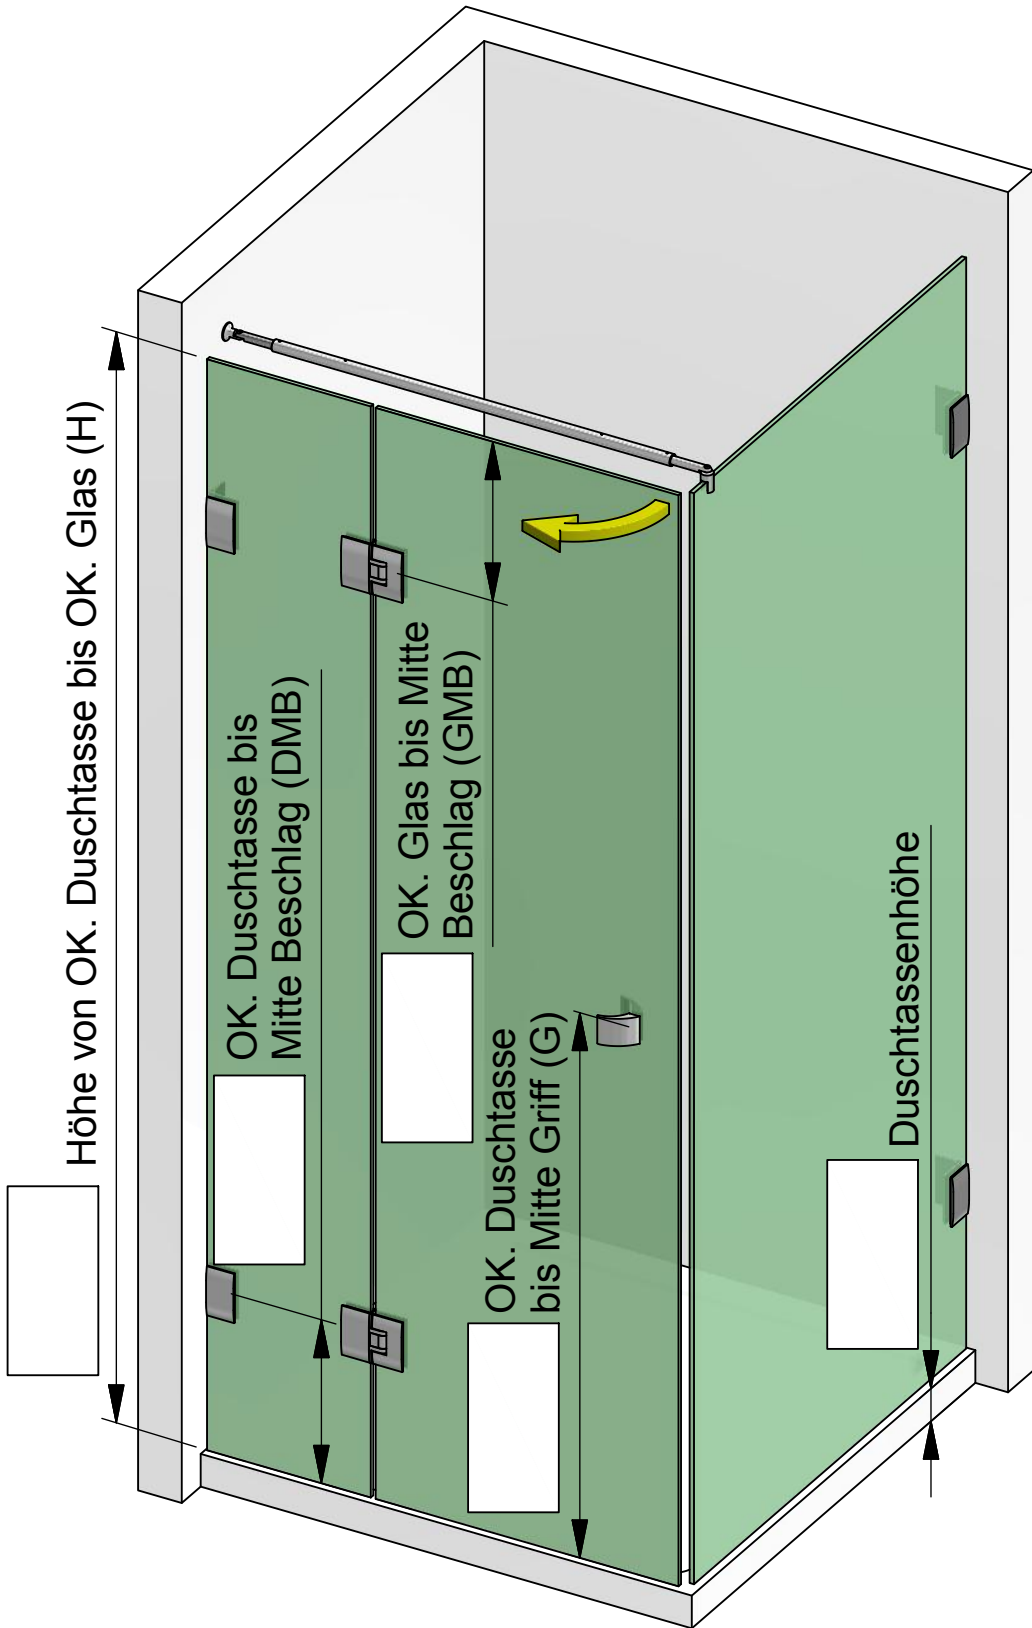 Höhe von OK. Duschtasse bis OK. Glas (H)
OK. Duschtasse bis
Mitte Beschlag (DMB)
OK. Glas bis Mitte
Beschlag (GMB)
OK. Duschtasse
bis Mitte Griff (G)
Duschtassenhöhe